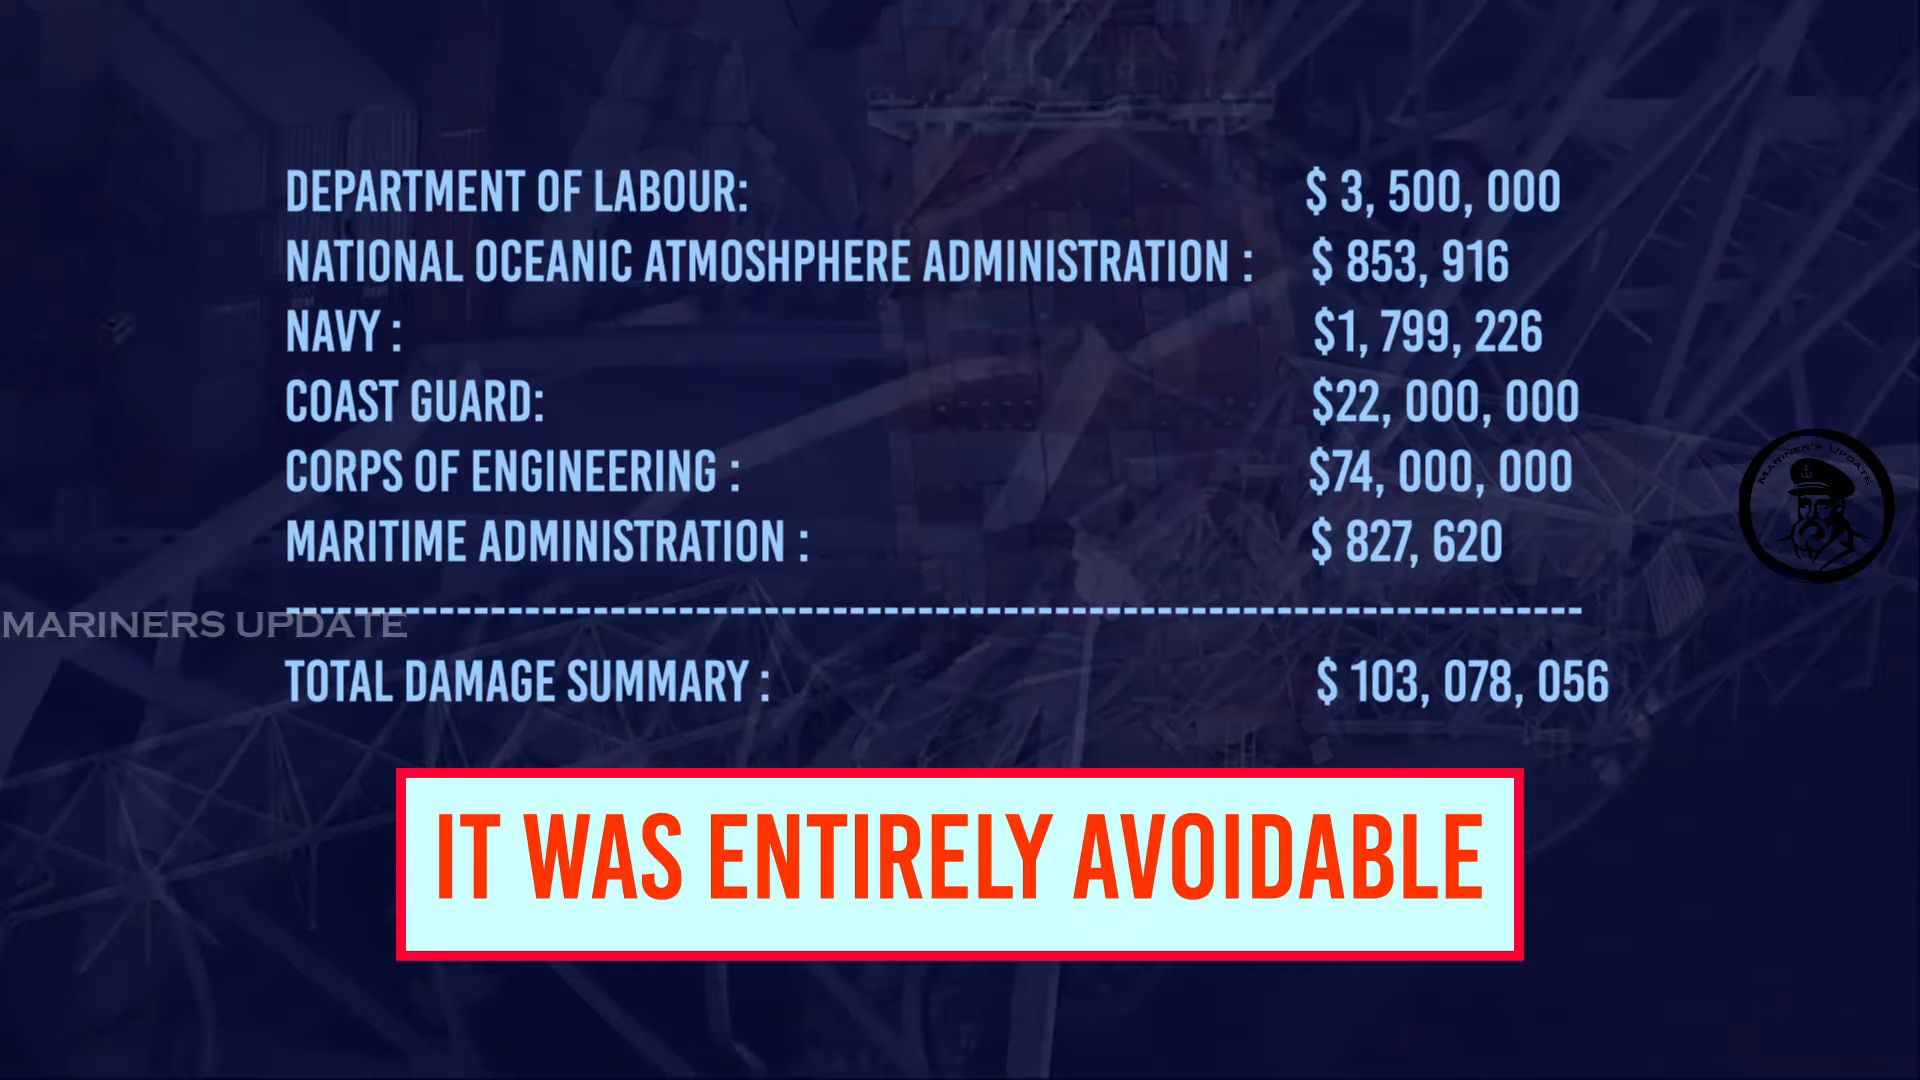 DEPARTMENT OF LABOUR: $ 3, 500, 000
NATIONAL OCEANIC ATMOSHPHERE ADMINISTRATION : $ 853, 916
NAVY : $1, 799, 226
COAST GUARD: $22, 000, 000
CORPS OF ENGINEERING : $74, 000, 000
MARINER'S UPDATE
MARITIME ADMINISTRATION : $ 827, 620
--------------------------------------------------------------------------
MARINERS UPDATE
TOTAL DAMAGE SUMMARY : $ 103, 078, 056
IT WAS ENTIRELY AVOIDABLE